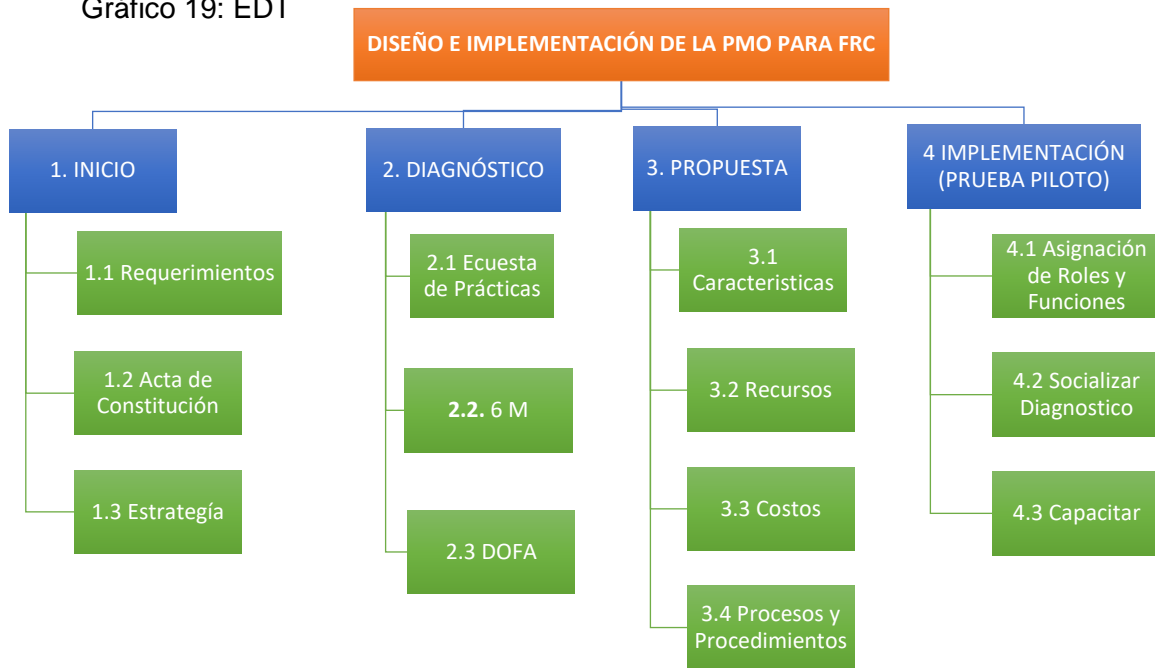 Gráfico 19: EDT
DISEÑO E IMPLEMENTACIÓN DE LA PMO PARA FRC
1. INICIO
1.1 Requerimientos
1.2 Acta de
Constitución
1.3 Estrategía
2. DIAGNÓSTICO
2.1 Ecuesta
de Prácticas
2.2. 6 M
2.3 DOFA
3. PROPUESTA
3.1
Caracteristicas
3.2 Recursos
3.3 Costos
3.4 Procesos y
Procedimientos
4 IMPLEMENTACIÓN
(PRUEBA PILOTO)
4.1 Asignación
de Roles y
Funciones
4.2 Socializar
Diagnostico
4.3 Capacitar